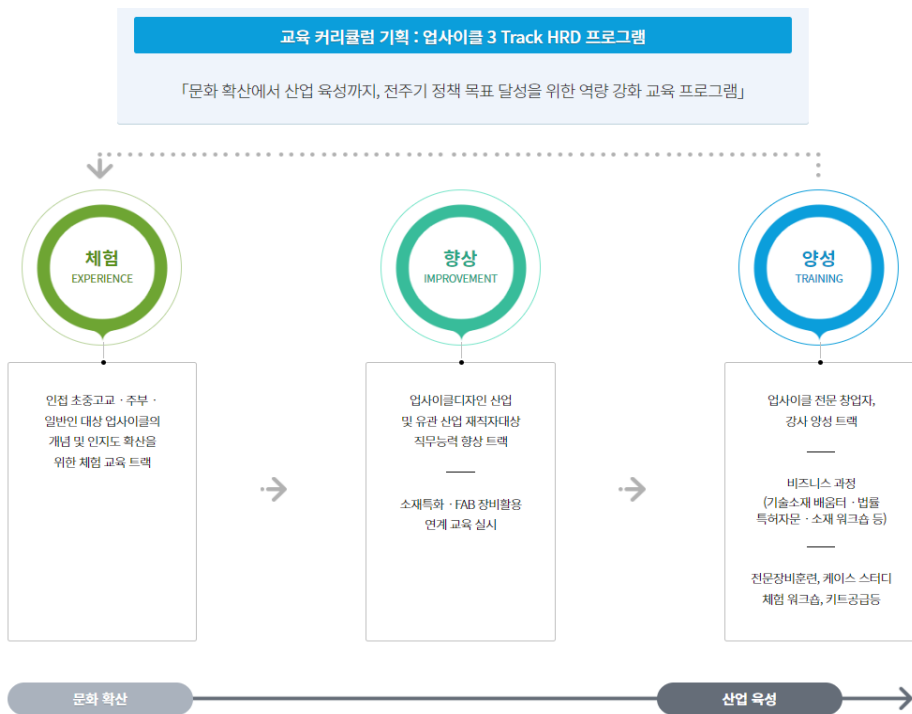 교육 커리큘럼 기획 : 업사이클 3 Track HRD 프로그램
「문화 확산에서 산업 육성까지, 전주기 정책 목표 달성을 위한 역량 강화 교육 프로그램」
체험
EXPERIENCE
인접 초중고교 · 주부 ·
일반인 대상 업사이클의
개념 및 인지도 확산을
위한 체험 교육 트랙
향상
IMPROVEMENT
업사이클디자인 산업
및 유관 산업 재직자대상
직무능력 향상 트랙
소재특화 · FAB 장비활용
연계 교육 실시
양성
TRAINING
업사이클 전문 창업자,
강사 양성 트랙
비즈니스 과정
(기술소재 배움터 · 법률
특허자문 · 소재 워크숍 등)
전문장비훈련, 케이스 스터디
체험 워크숍, 키트공급등
문화 확산
산업 육성